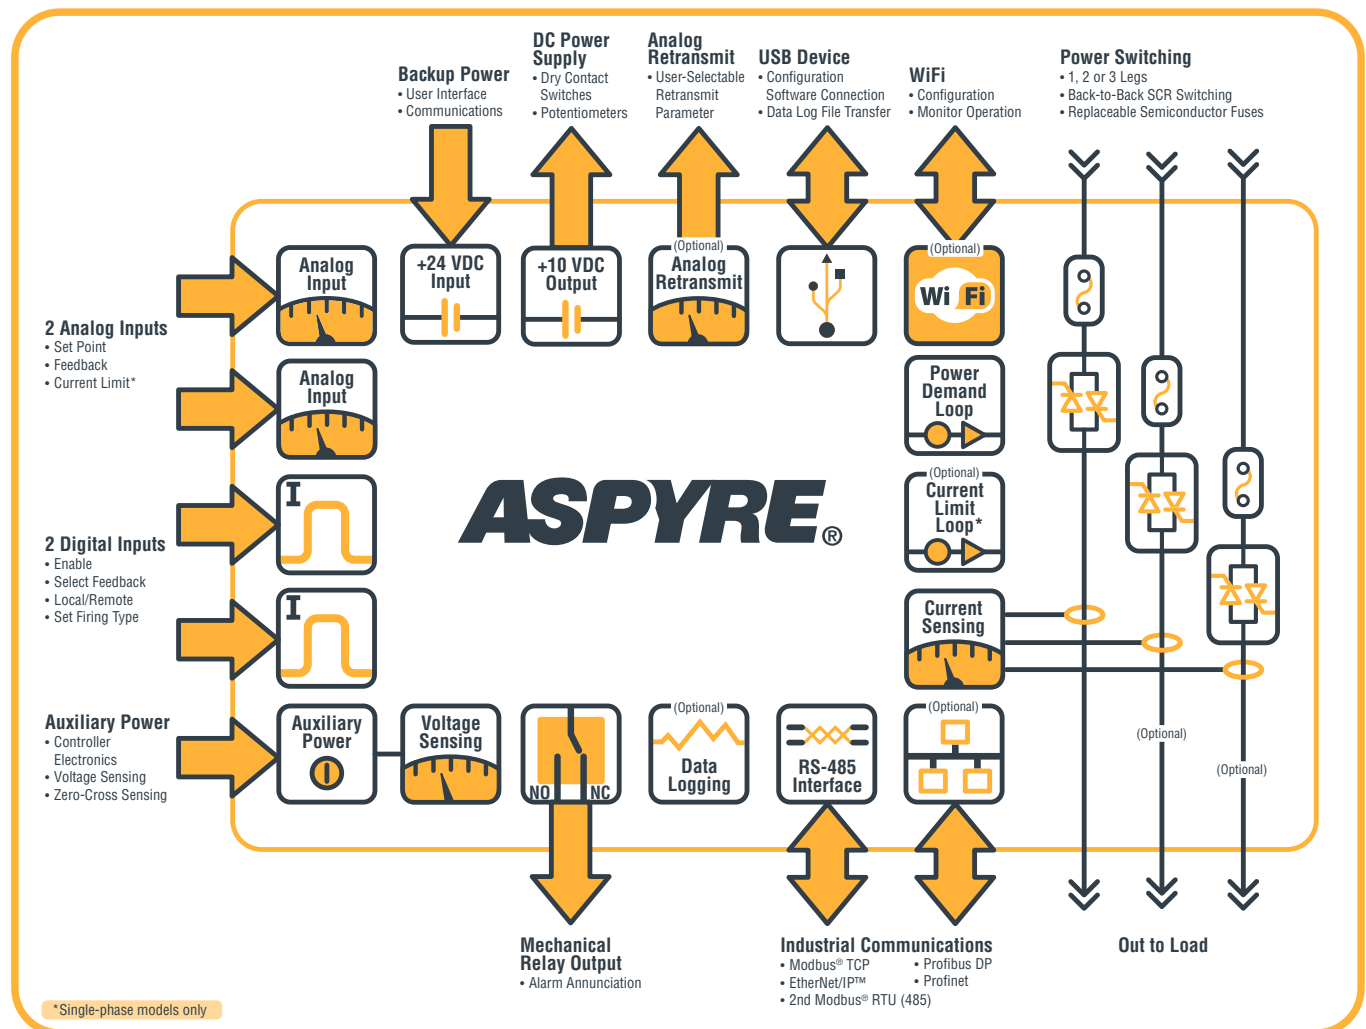 Backup Power
• User Interface
• Communications
DC Power
Supply
• Dry Contact
Switches
• Potentiometers
Analog
Retransmit
• User-Selectable
Retransmit
Parameter
USB Device
• Configuration
Software Connection
• Data Log File Transfer
WiFi
• Configuration
• Monitor Operation
Power Switching
• 1, 2 or 3 Legs
• Back-to-Back SCR Switching
• Replaceable Semiconductor Fuses
2 Analog Inputs
• Set Point
• Feedback
• Current Limit*
2 Digital Inputs
• Enable
• Select Feedback
• Local/Remote
• Set Firing Type
Auxiliary Power
• Controller
Electronics
• Voltage Sensing
• Zero-Cross Sensing
Analog
Input
+24 VDC
Input
+10 VDC
Output
(Optional)
Analog
Retransmit
(Optional)
Wi Fi
Analog
Input
Power
Demand
Loop
I
ASPYRE®
(Optional)
Current
Limit
Loop*
I
Current
Sensing
Auxiliary
Power
Voltage
Sensing
NO NC
(Optional)
Data
Logging
RS-485
Interface
(Optional)
(Optional)
(Optional)
Mechanical
Relay Output
• Alarm Annunciation
Industrial Communications
• Modbus® TCP
• EtherNet/IP™
• 2nd Modbus® RTU (485)
• Profibus DP
• Profinet
Out to Load
*Single-phase models only